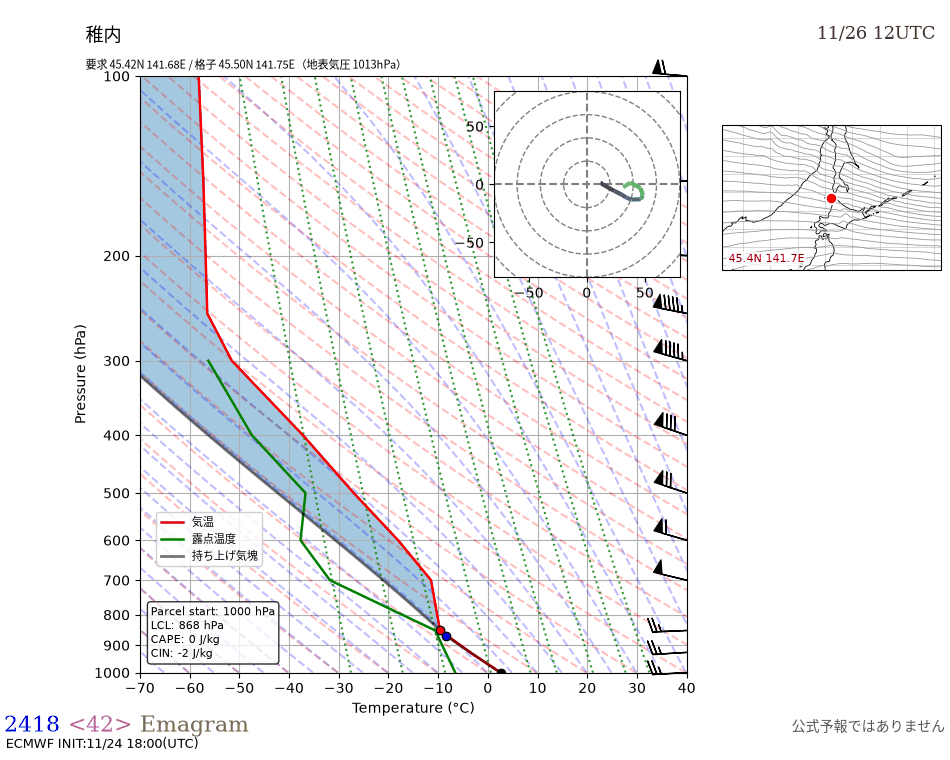 稚内
11/26 12UTC
要求 45.42N 141.68E / 格子 45.50N 141.75E（地表気圧 1013hPa）
100
200
300
400
500
600
700
800
900
1000
Pressure (hPa)
50
0
−50
−50 0 50
45.4N 141.7E
気温
露点温度
持ち上げ気塊
Parcel start: 1000 hPa
LCL: 868 hPa
CAPE: 0 J/kg
CIN: -2 J/kg
−70 −60 −50 −40 −30 −20 −10 0 10 20 30 40
Temperature (°C)
2418 <42> Emagram
公式予報ではありません
ECMWF INIT:11/24 18:00(UTC)